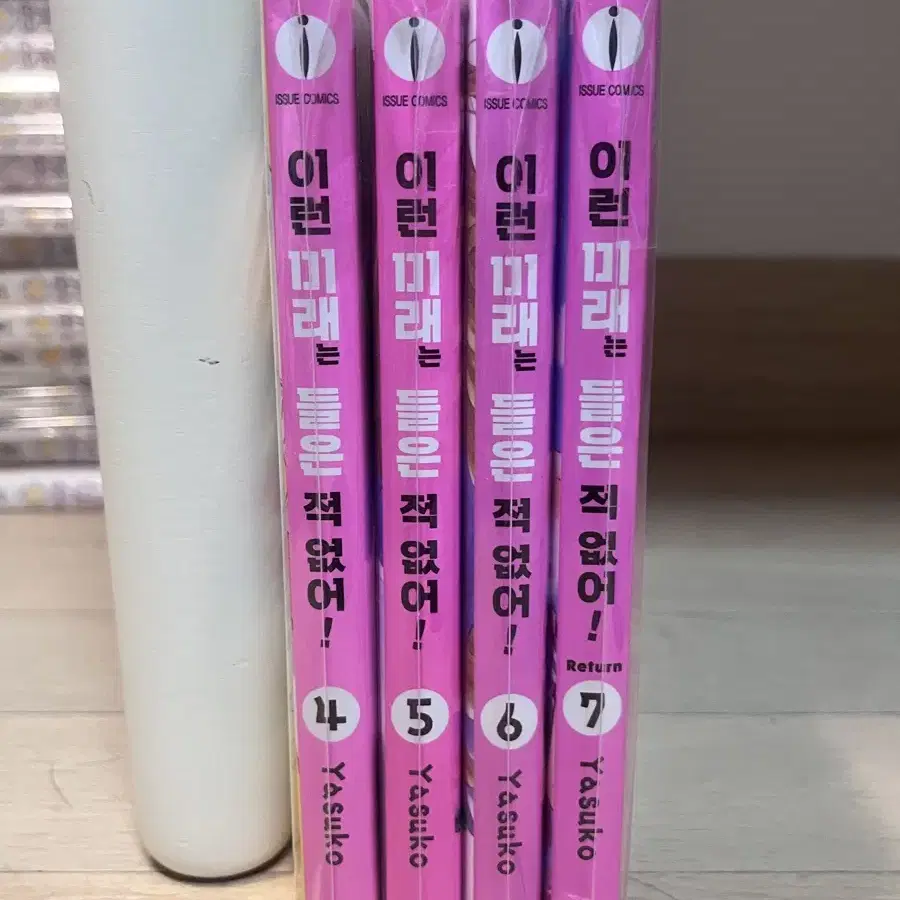 ISSUE COMICS
이런 미래는 들은 적 없어!
4
Yasuko
ISSUE COMICS
이런 미래는 들은 적 없어!
5
Yasuko
ISSUE COMICS
이런 미래는 들은 적 없어!
6
Yasuko
ISSUE COMICS
이런 미래는 들은 적 없어!
Return
7
Yasuko